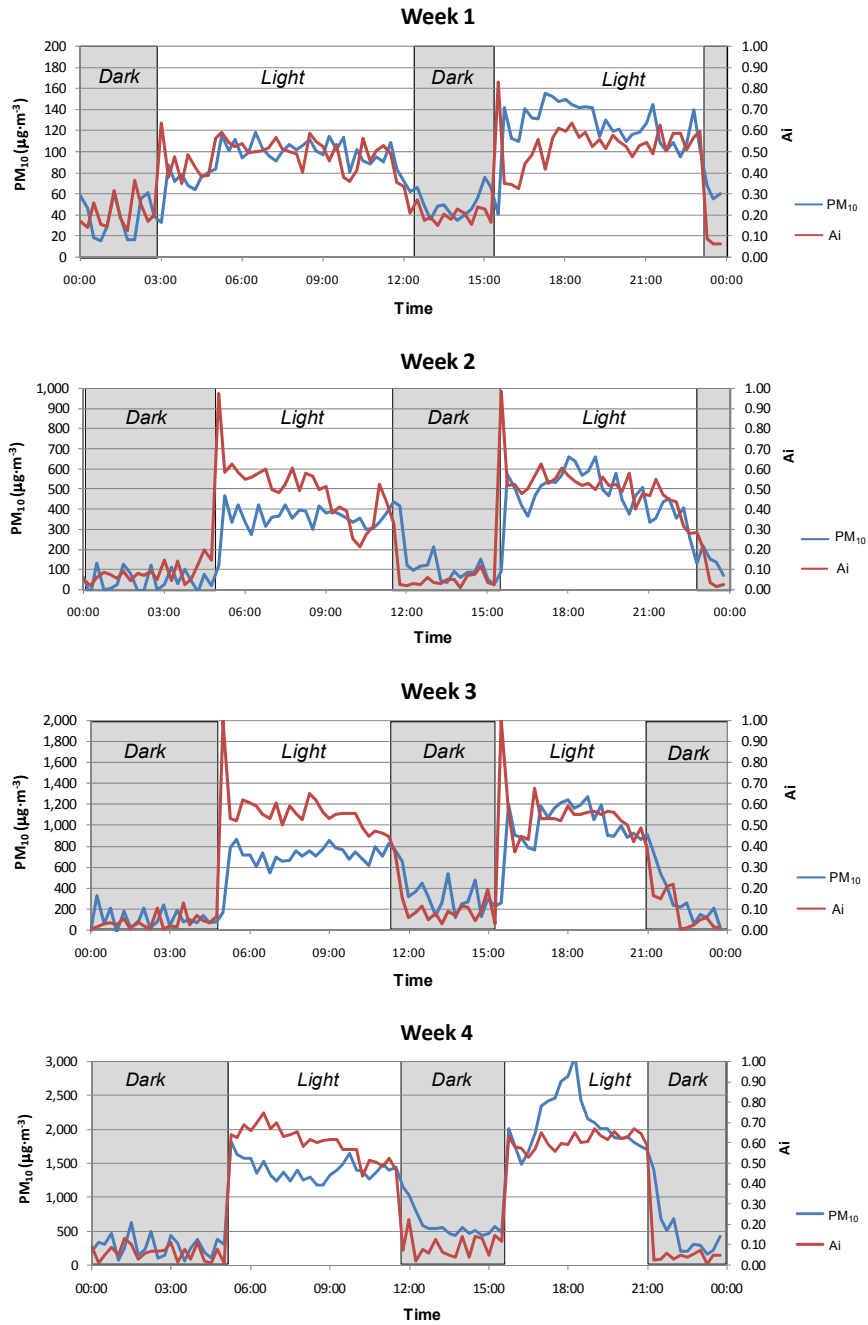 Week 1
200
180
160
140
120
100
80
60
40
20
0
PM10 (µg·m-3)
Dark
Light
Dark
Light
1.00
0.90
0.80
0.70
0.60
0.50
0.40
0.30
0.20
0.10
0.00
Ai
PM10
Ai
00:00 03:00 06:00 09:00 12:00 15:00 18:00 21:00 00:00
Time
Week 2
1,000
900
800
700
600
500
400
300
200
100
0
PM10 (µg·m-3)
Dark
Light
Dark
Light
1.00
0.90
0.80
0.70
0.60
0.50
0.40
0.30
0.20
0.10
0.00
Ai
PM10
Ai
00:00 03:00 06:00 09:00 12:00 15:00 18:00 21:00 00:00
Time
Week 3
2,000
1,800
1,600
1,400
1,200
1,000
800
600
400
200
0
PM10 (µg·m-3)
Dark
Light
Dark
Light
Dark
1.00
0.90
0.80
0.70
0.60
0.50
0.40
0.30
0.20
0.10
0.00
Ai
PM10
Ai
00:00 03:00 06:00 09:00 12:00 15:00 18:00 21:00 00:00
Time
Week 4
3,000
2,500
2,000
1,500
1,000
500
0
PM10 (µg·m-3)
Dark
Light
Dark
Light
Dark
1.00
0.90
0.80
0.70
0.60
0.50
0.40
0.30
0.20
0.10
0.00
Ai
PM10
Ai
00:00 03:00 06:00 09:00 12:00 15:00 18:00 21:00 00:00
Time